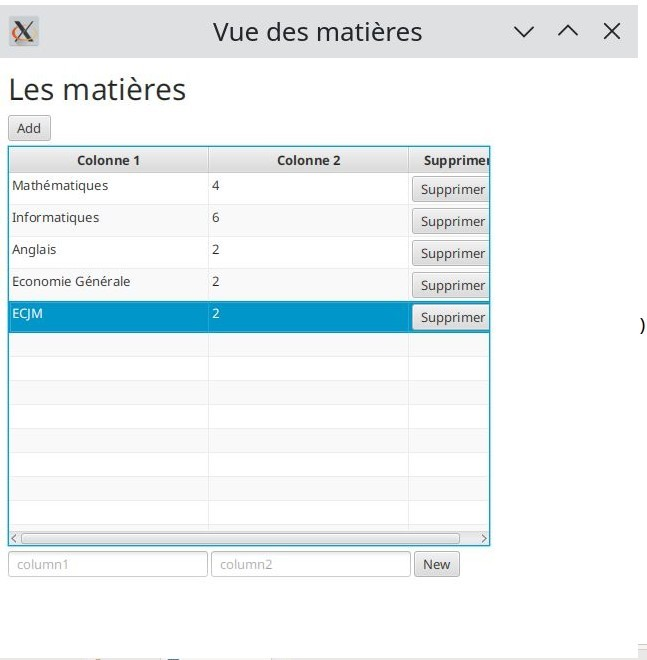 Vue des matières
Les matières
Add
Colonne 1 Colonne 2 Supprimer
Mathématiques 4 Supprimer
Informatiques 6 Supprimer
Anglais 2 Supprimer
Economie Générale 2 Supprimer
ECJM 2 Supprimer
)
column1 column2 New